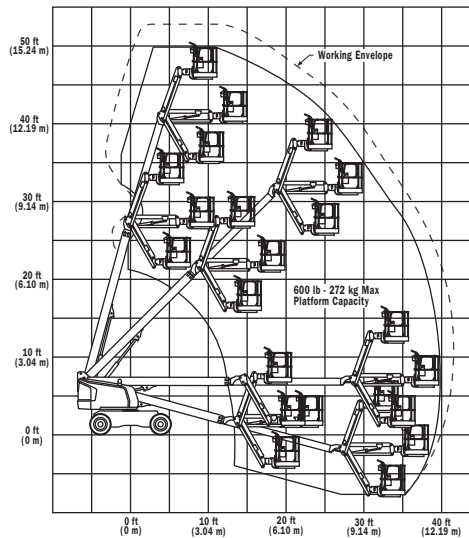 50 ft
(15.24 m)
Working Envelope
40 ft
(12.19 m)
30 ft
(9.14 m)
20 ft
(6.10 m)
600 lb - 272 kg Max
Platform Capacity
10 ft
(3.04 m)
0 ft
(0 m)
0 ft
(0 m)
10 ft
(3.04 m)
20 ft
(6.10 m)
30 ft
(9.14 m)
40 ft
(12.19 m)